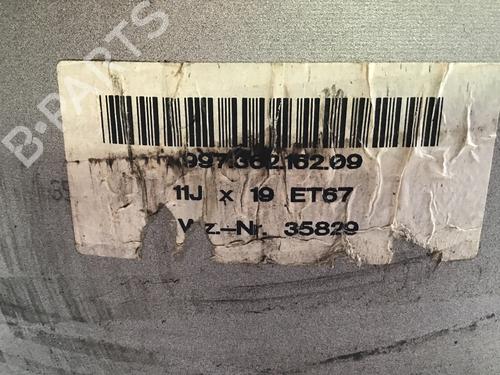 B-PARTS
997.362.162.09
11J x 19 ET67
Wz.-Nr. 35829